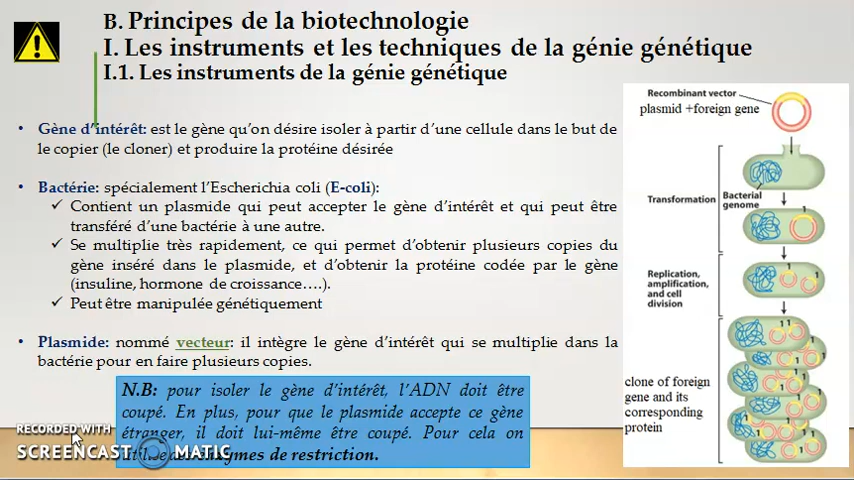 B. Principes de la biotechnologie
I. Les instruments et les techniques de la génie génétique
I.1. Les instruments de la génie génétique
• Gène d'intérêt: est le gène qu'on désire isoler à partir d'une cellule dans le but de
le copier (le cloner) et produire la protéine désirée
• Bactérie: spécialement l'Escherichia coli (E-coli):
✓ Contient un plasmide qui peut accepter le gène d'intérêt et qui peut être
transféré d'une bactérie à une autre.
✓ Se multiplie très rapidement, ce qui permet d'obtenir plusieurs copies du
gène inséré dans le plasmide, et d'obtenir la protéine codée par le gène
(insuline, hormone de croissance….).
✓ Peut être manipulée génétiquement
• Plasmide: nommé vecteur: il intègre le gène d'intérêt qui se multiplie dans la
bactérie pour en faire plusieurs copies.
N.B: pour isoler le gène d'intérêt, l'ADN doit être
coupé. En plus, pour que le plasmide accepte ce gène
étranger, il doit lui-même être coupé. Pour cela on
enzymes de restriction.
Recombinant vector
plasmid +foreign gene
Transformation
Bacterial
genome
1
Replication,
amplification,
and cell
division
1
1
clone of foreign
gene and its
corresponding
protein
RECORDED WITH
SCREENCAST MATIC